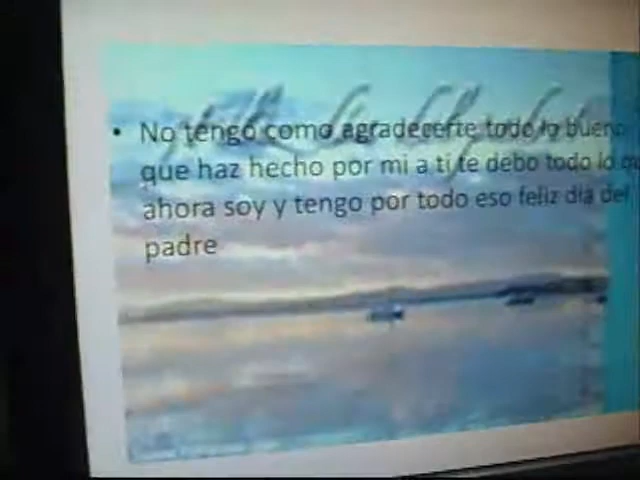 • No tengo como agradecerte todo lo bueno
que haz hecho por mi a ti te debo todo lo
ahora soy y tengo por todo eso feliz dia del
padre